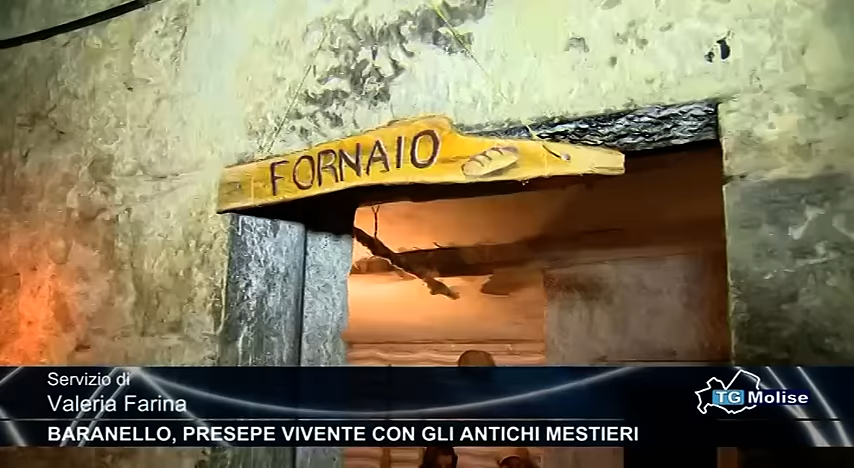 FORNAIO
Servizio di
Valeria Farina
TG Molise
BARANELLO, PRESEPE VIVENTE CON GLI ANTICHI MESTIERI